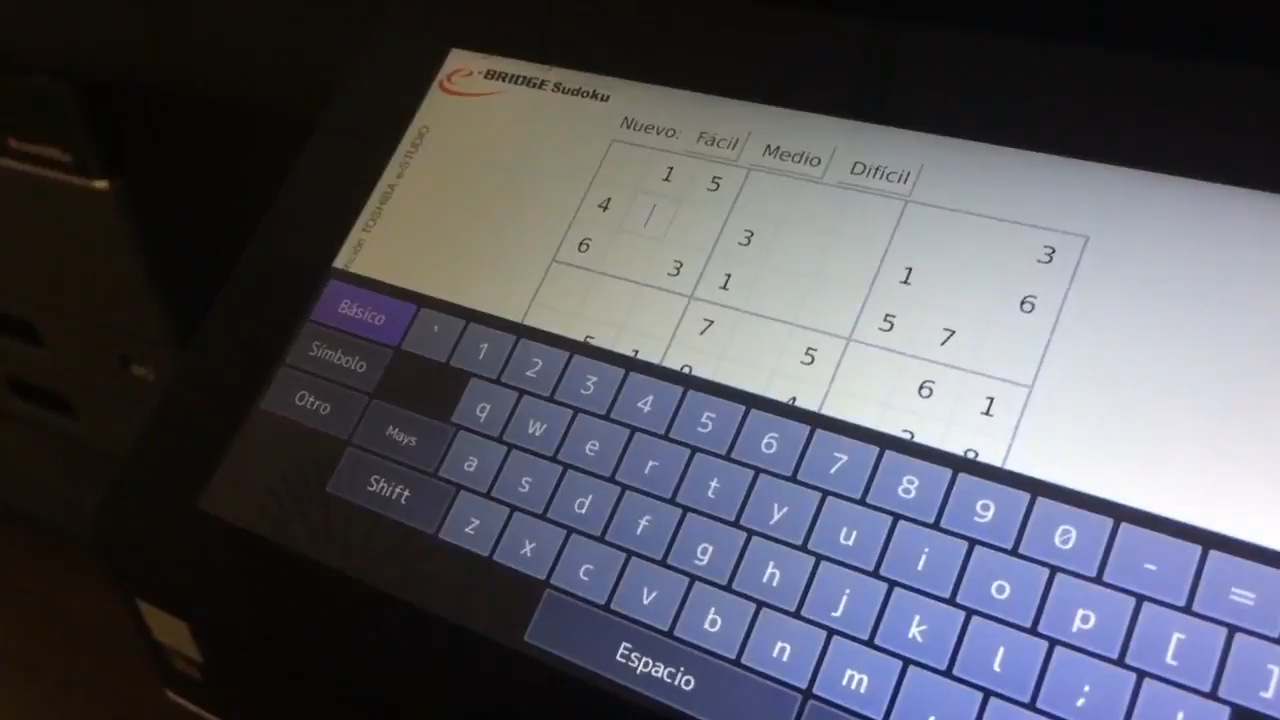 e-BRIDGE Sudoku
Nuevo: Fácil Medio Difícil
TOSHIBA e-STUDIO
1 5 3
4 3 1 6
6 3 1 5 7
7 5 6 1
Básico ` 1 2 3 4 5 6 7 8 9 0 - =
Símbolo q w e r t y u i o p [ ]
Otro Mays a s d f g h j k l ;
Shift z x c v b n m
Espacio